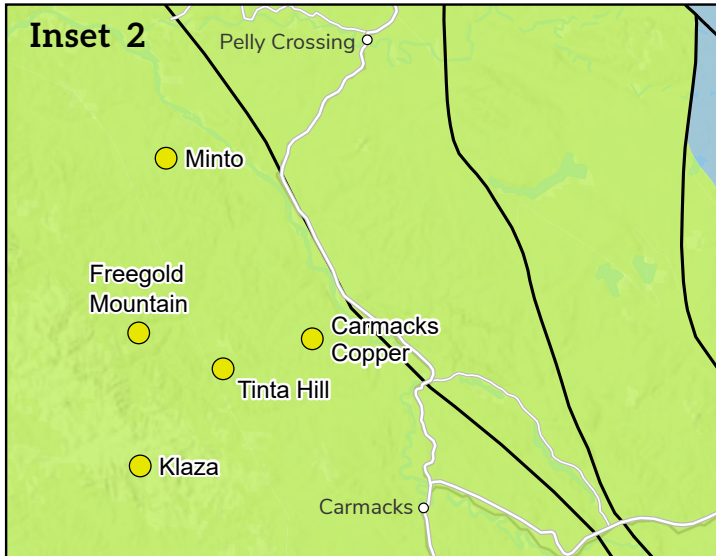 Inset 2
Pelly Crossing
Minto
Freegold
Mountain
Carmacks
Copper
Tinta Hill
Klaza
Carmacks